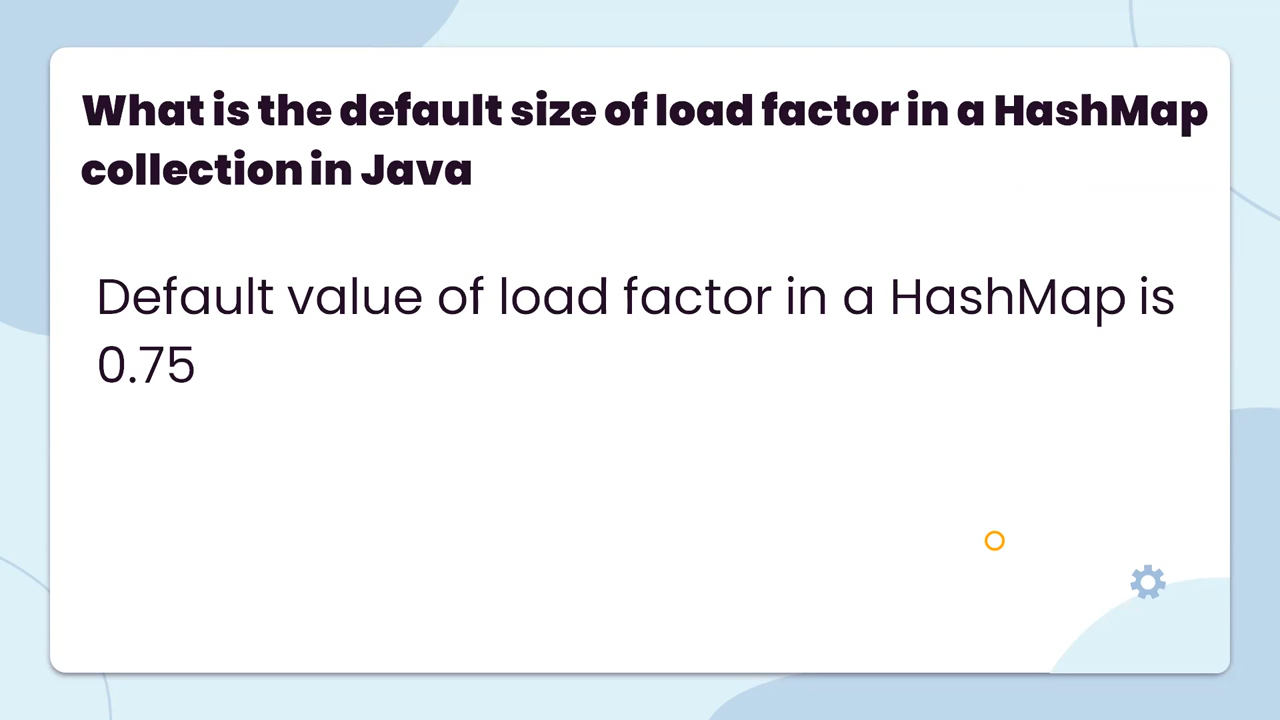 What is the default size of load factor in a HashMap
collection in Java
Default value of load factor in a HashMap is
0.75